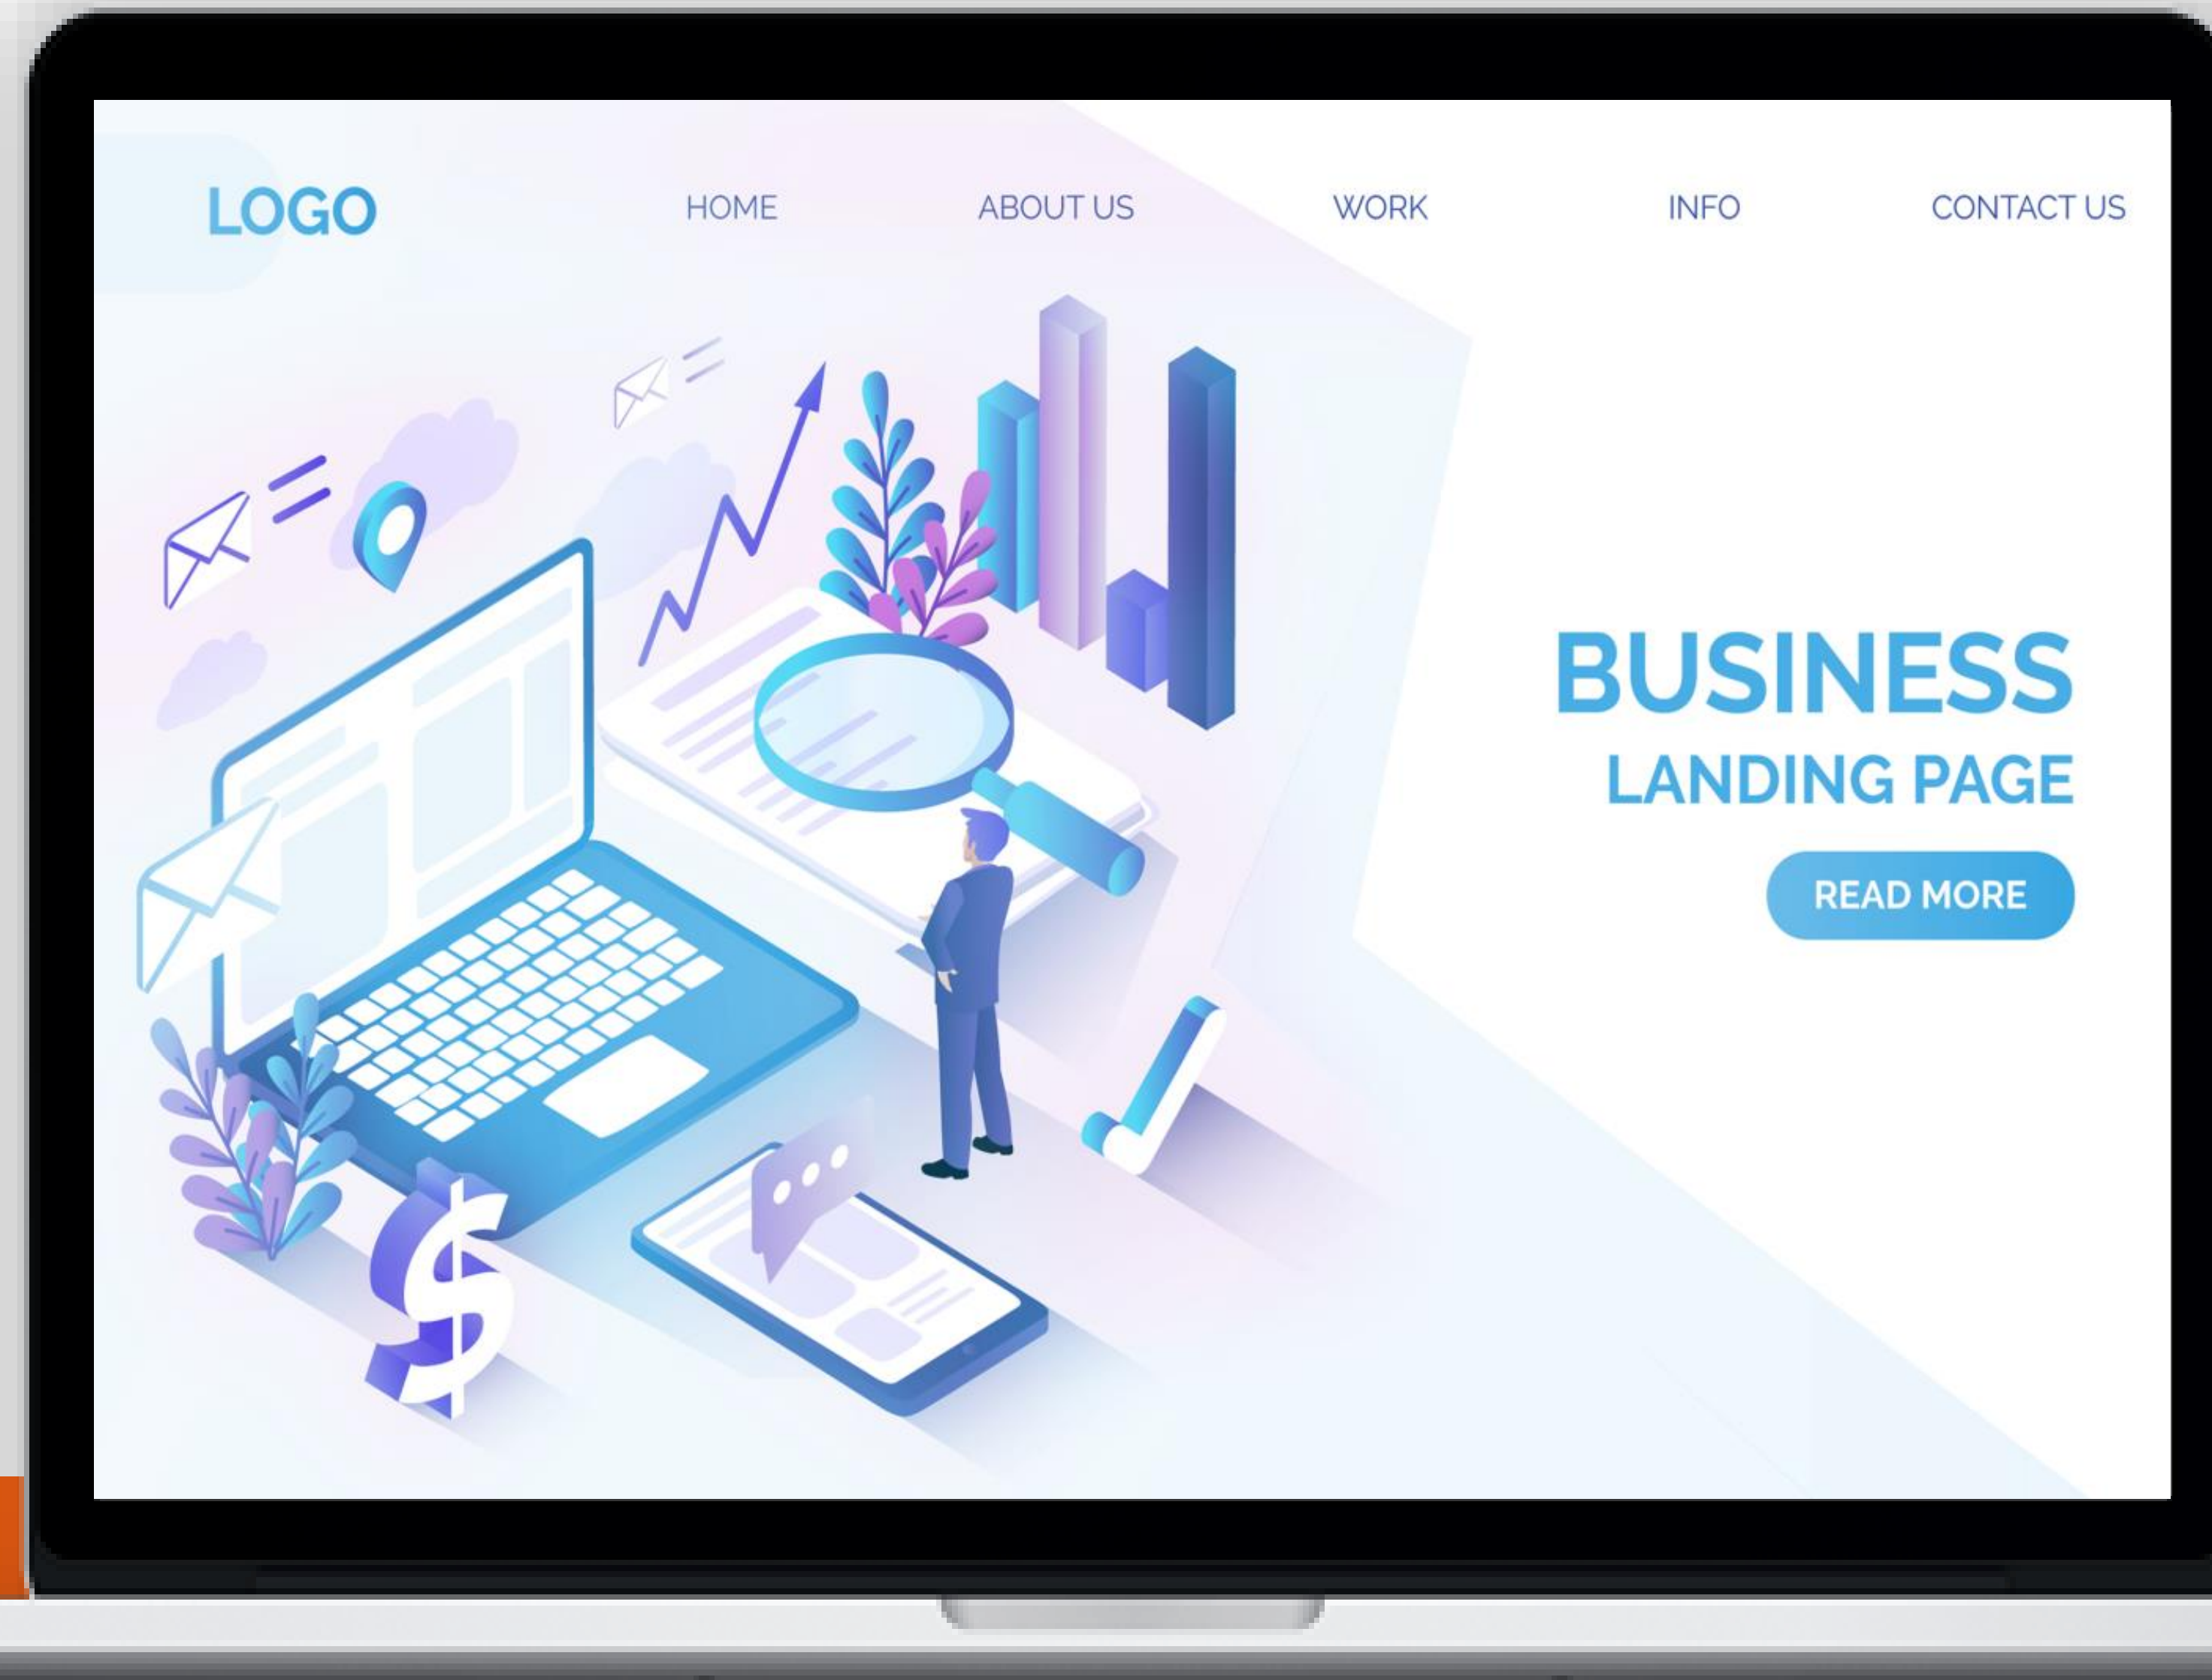 LOGO
HOME ABOUT US WORK INFO CONTACT US
BUSINESS
LANDING PAGE
READ MORE
$